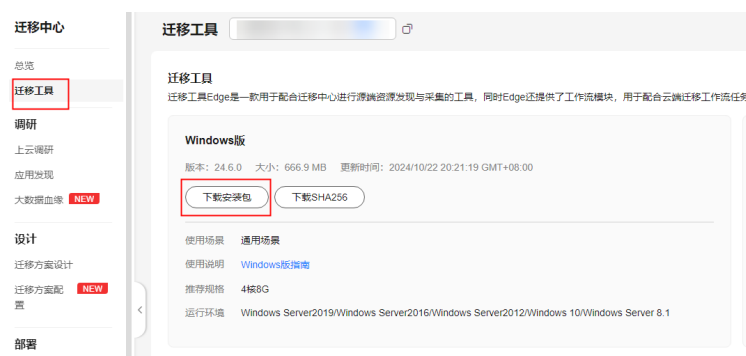 迁移中心
总览
迁移工具
调研
上云调研
应用发现
大数据血缘 NEW
设计
迁移方案设计
迁移方案配置 NEW
部署
迁移工具
迁移工具
迁移工具Edge是一款用于配合迁移中心进行源端资源发现与采集的工具，同时Edge还提供了工作流模块，用于配合云端迁移工作流任务
Windows版
版本：24.6.0 大小：666.9 MB 更新时间：2024/10/22 20:21:19 GMT+08:00
下载安装包 下载SHA256
使用场景 通用场景
使用说明 Windows版指南
推荐规格 4核8G
运行环境 Windows Server2019/Windows Server2016/Windows Server2012/Windows 10/Windows Server 8.1